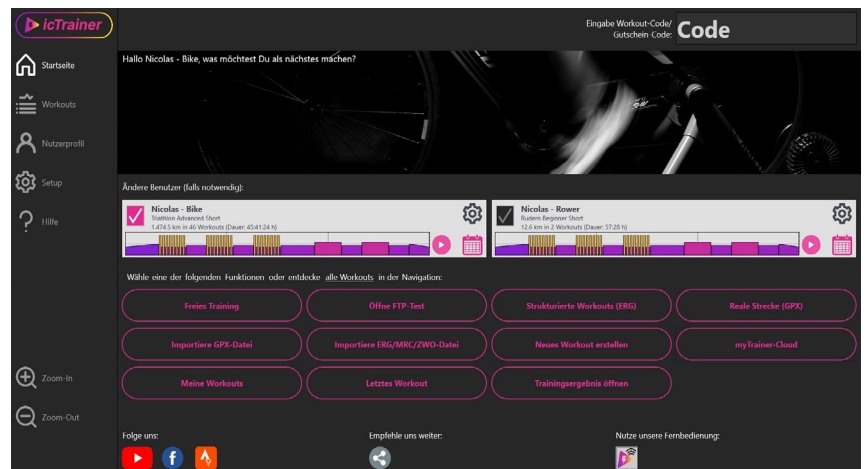 icTrainer
Eingabe Workout-Code/
Gutschein-Code:
Code
Startseite
Workouts
Nutzerprofil
Setup
Hilfe
Zoom-In
Zoom-Out
Hallo Nicolas - Bike, was möchtest Du als nächstes machen?
Ändere Benutzer (falls notwendig):
Nicolas - Bike
Triathlon Advanced Short
1.474.5 km in 46 Workouts (Dauer: 45:41:24 h)
Nicolas - Rower
Rudern Beginner Short
12.6 km in 2 Workouts (Dauer: 57:28 h)
Wähle eine der folgenden Funktionen oder entdecke alle Workouts in der Navigation:
Freies Training
Öffne FTP-Test
Strukturierte Workouts (ERG)
Reale Strecke (GPX)
Importiere GPX-Datei
Importiere ERG/MRC/ZWO-Datei
Neues Workout erstellen
myTrainer-Cloud
Meine Workouts
Letztes Workout
Trainingsergebnis öffnen
Folge uns:
Empfehle uns weiter:
Nutze unsere Fernbedienung: